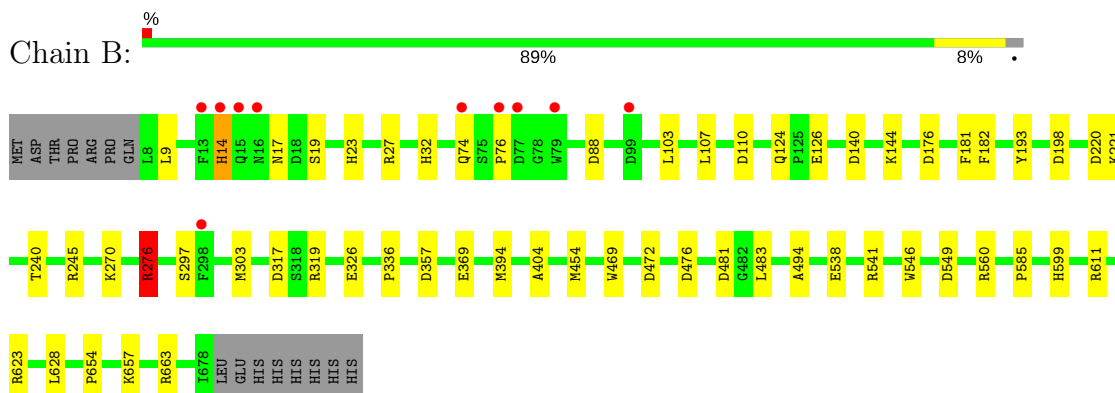 %
Chain B:
89% 8% •
MET ASP THR PRO ARG PRO GLN L8 L9 F13 H14 Q15 N16 N17 D18 S19 H23 R27 H32 Q74 S75 P76 D77 G78 W79 D88 D99 L103 L107 D110 Q124 P125 E126 D140 K144 D176 F181 F182 Y193 D198 D220 K221
T240 R245 K270 R276 S297 F298 M303 D317 S318 R319 E326 P336 D357 E369 M394 A404 M454 W469 D472 D476 D481 G482 L483 A494 E538 R541 W546 D549 R560 P585 H599 R611
R623 L628 P654 K657 R663 I678 LEU GLU HIS HIS HIS HIS HIS HIS